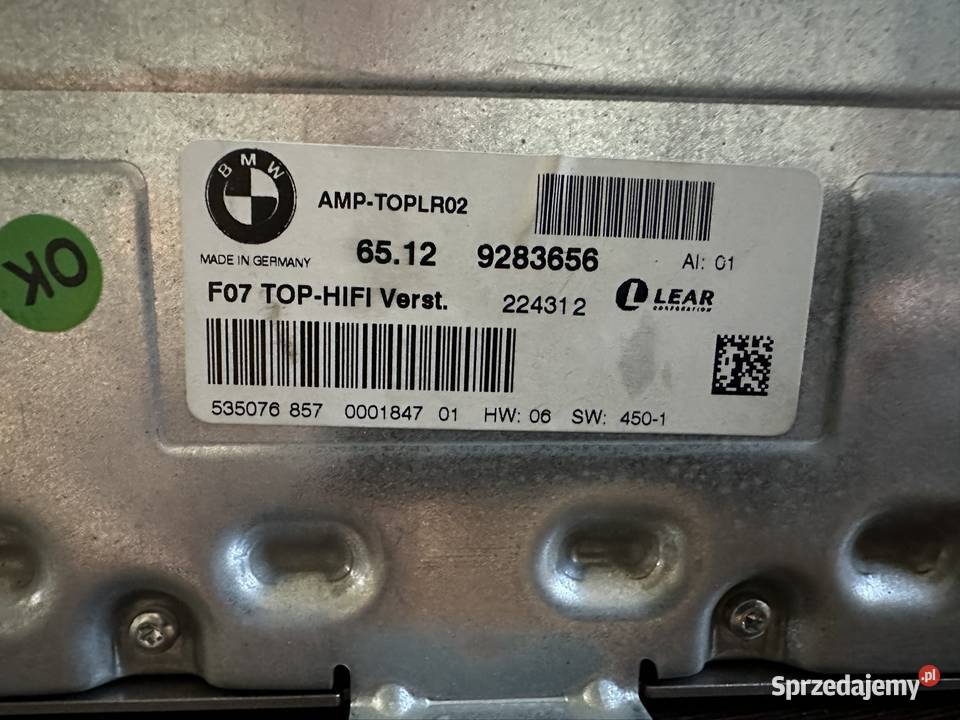 BMW
AMP-TOPLR02
MADE IN GERMANY
65.12 9283656 AI: 01
F07 TOP-HIFI Verst. 224312 LEAR
CORPORATION
535076 857 0001847 01 HW: 06 SW: 450-1
OK
Sprzedajemy.pl